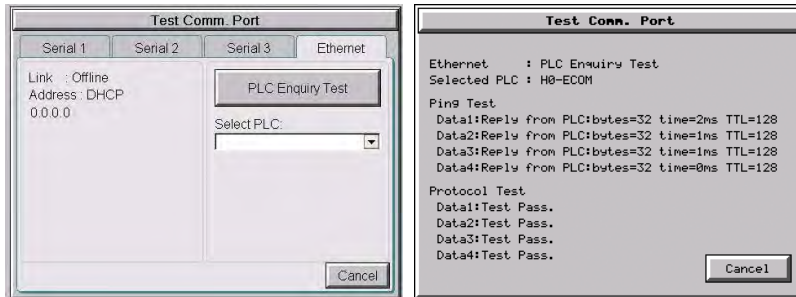 Test Comm. Port
Serial 1 Serial 2 Serial 3 Ethernet
Link : Offline
Address : DHCP
0.0.0.0
PLC Enquiry Test
Select PLC:
Cancel
Test Comm. Port
Ethernet : PLC Enquiry Test
Selected PLC : H0-ECOM
Ping Test
Data1:Reply from PLC:bytes=32 time=2ms TTL=128
Data2:Reply from PLC:bytes=32 time=1ms TTL=128
Data3:Reply from PLC:bytes=32 time=1ms TTL=128
Data4:Reply from PLC:bytes=32 time=0ms TTL=128
Protocol Test
Data1:Test Pass.
Data2:Test Pass.
Data3:Test Pass.
Data4:Test Pass.
Cancel